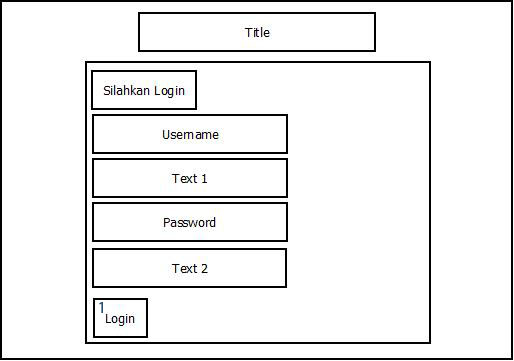 Title
Silahkan Login
Username
Text 1
Password
Text 2
1
Login